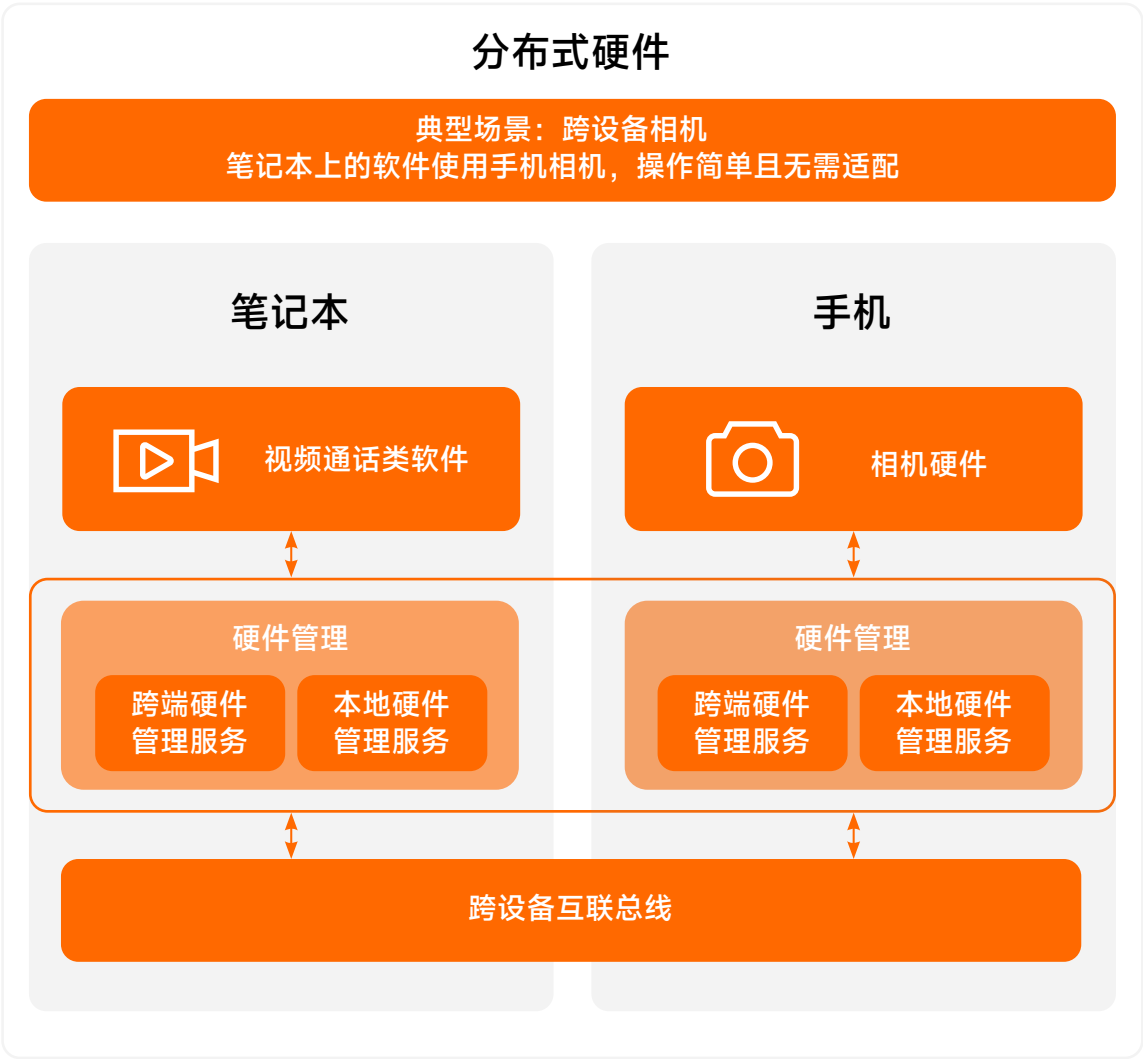 分布式硬件
典型场景：跨设备相机
笔记本上的软件使用手机相机，操作简单且无需适配
笔记本
手机
视频通话类软件
相机硬件
硬件管理
硬件管理
跨端硬件
管理服务
本地硬件
管理服务
跨端硬件
管理服务
本地硬件
管理服务
跨设备互联总线